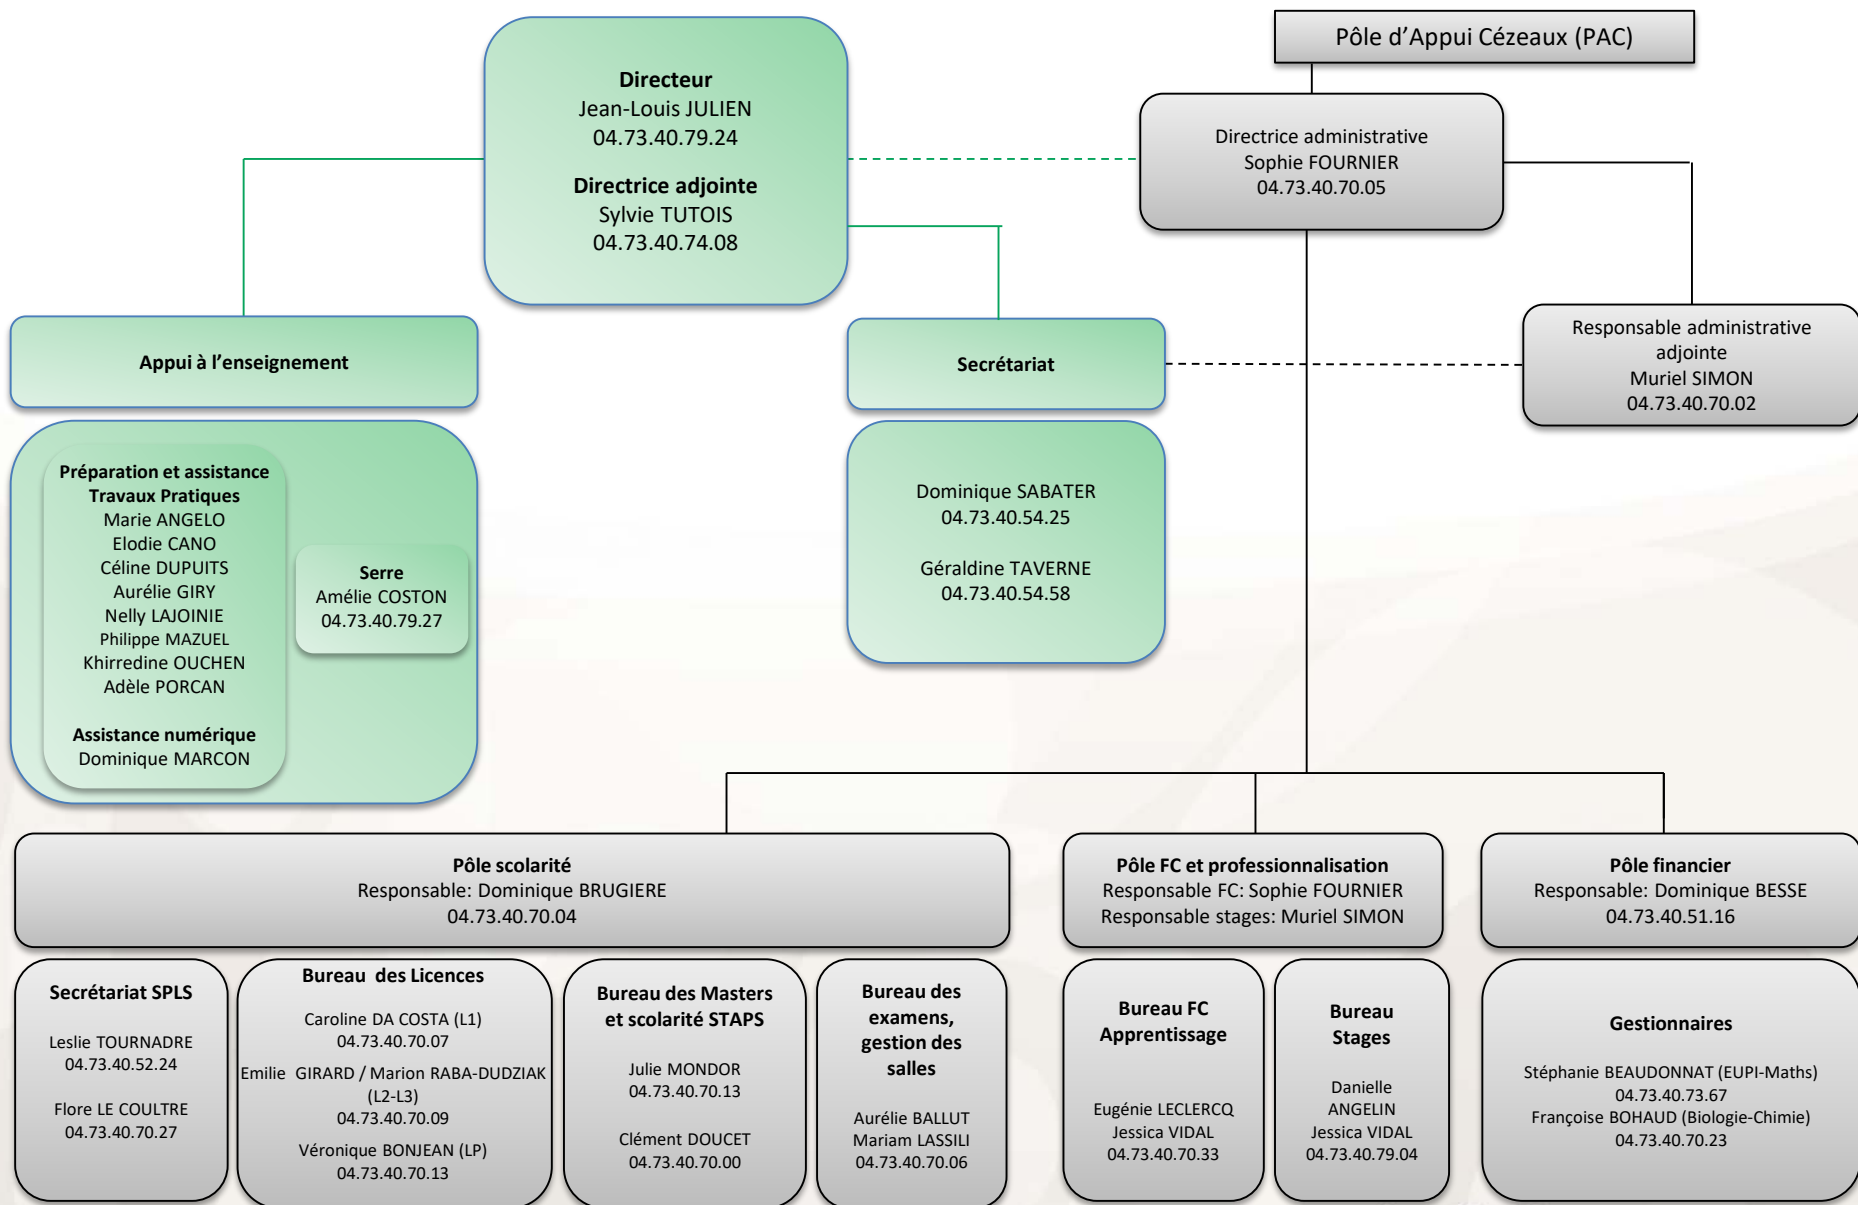 Pôle d'Appui Cézeaux (PAC)
Directeur
Jean-Louis JULIEN
04.73.40.79.24
Directrice adjointe
Sylvie TUTOIS
04.73.40.74.08
Directrice administrative
Sophie FOURNIER
04.73.40.70.05
Appui à l'enseignement
Secrétariat
Responsable administrative
adjointe
Muriel SIMON
04.73.40.70.02
Préparation et assistance
Travaux Pratiques
Marie ANGELO
Elodie CANO
Céline DUPUITS
Aurélie GIRY
Nelly LAJOINIE
Philippe MAZUEL
Khirredine OUCHEN
Adèle PORCAN
Assistance numérique
Dominique MARCON
Serre
Amélie COSTON
04.73.40.79.27
Dominique SABATER
04.73.40.54.25
Géraldine TAVERNE
04.73.40.54.58
Pôle scolarité
Responsable: Dominique BRUGIERE
04.73.40.70.04
Pôle FC et professionnalisation
Responsable FC: Sophie FOURNIER
Responsable stages: Muriel SIMON
Pôle financier
Responsable: Dominique BESSE
04.73.40.51.16
Secrétariat SPLS
Leslie TOURNADRE
04.73.40.52.24
Flore LE COULTRE
04.73.40.70.27
Bureau des Licences
Caroline DA COSTA (L1)
04.73.40.70.07
Emilie GIRARD / Marion RABA-DUDZIAK
(L2-L3)
04.73.40.70.09
Véronique BONJEAN (LP)
04.73.40.70.13
Bureau des Masters
et scolarité STAPS
Julie MONDOR
04.73.40.70.13
Clément DOUCET
04.73.40.70.00
Bureau des
examens,
gestion des
salles
Aurélie BALLUT
Mariam LASSILI
04.73.40.70.06
Bureau FC
Apprentissage
Eugénie LECLERCQ
Jessica VIDAL
04.73.40.70.33
Bureau
Stages
Danielle
ANGELIN
Jessica VIDAL
04.73.40.79.04
Gestionnaires
Stéphanie BEAUDONNAT (EUPI-Maths)
04.73.40.73.67
Françoise BOHAUD (Biologie-Chimie)
04.73.40.70.23